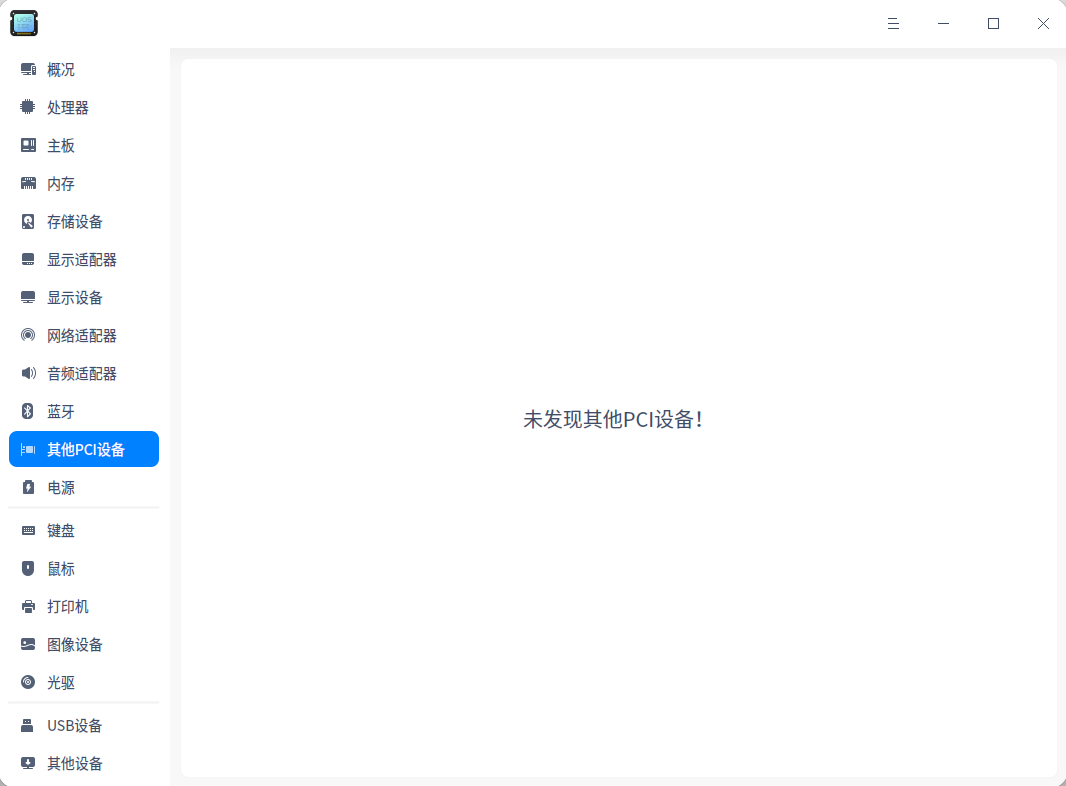 概况
处理器
主板
内存
存储设备
显示适配器
显示设备
网络适配器
音频适配器
蓝牙
其他PCI设备
电源
键盘
鼠标
打印机
图像设备
光驱
USB设备
其他设备
未发现其他PCI设备！